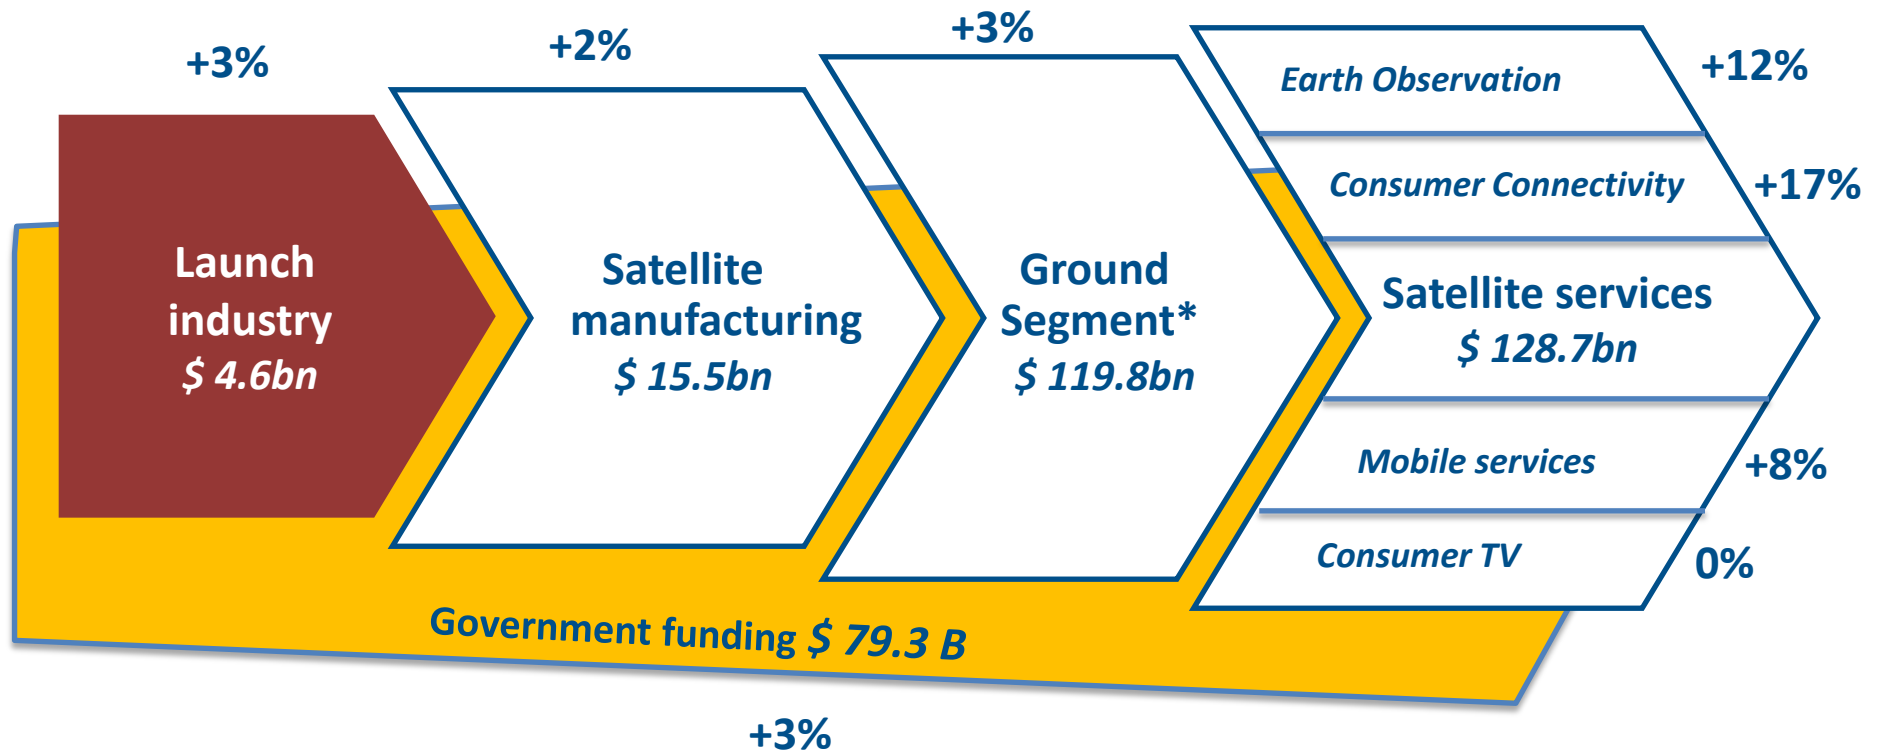 +3%
+2%
+3%
+12%
+17%
+8%
0%
Launch
industry
$ 4.6bn
Satellite
manufacturing
$ 15.5bn
Ground
Segment*
$ 119.8bn
Earth Observation
Consumer Connectivity
Satellite services
$ 128.7bn
Mobile services
Consumer TV
Government funding $ 79.3 B
+3%